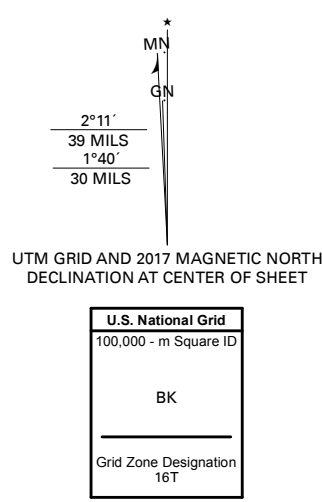 MN
GN
2°11´
39 MILS
1°40´
30 MILS
UTM GRID AND 2017 MAGNETIC NORTH
DECLINATION AT CENTER OF SHEET
U.S. National Grid
100,000 - m Square ID
BK
Grid Zone Designation
16T